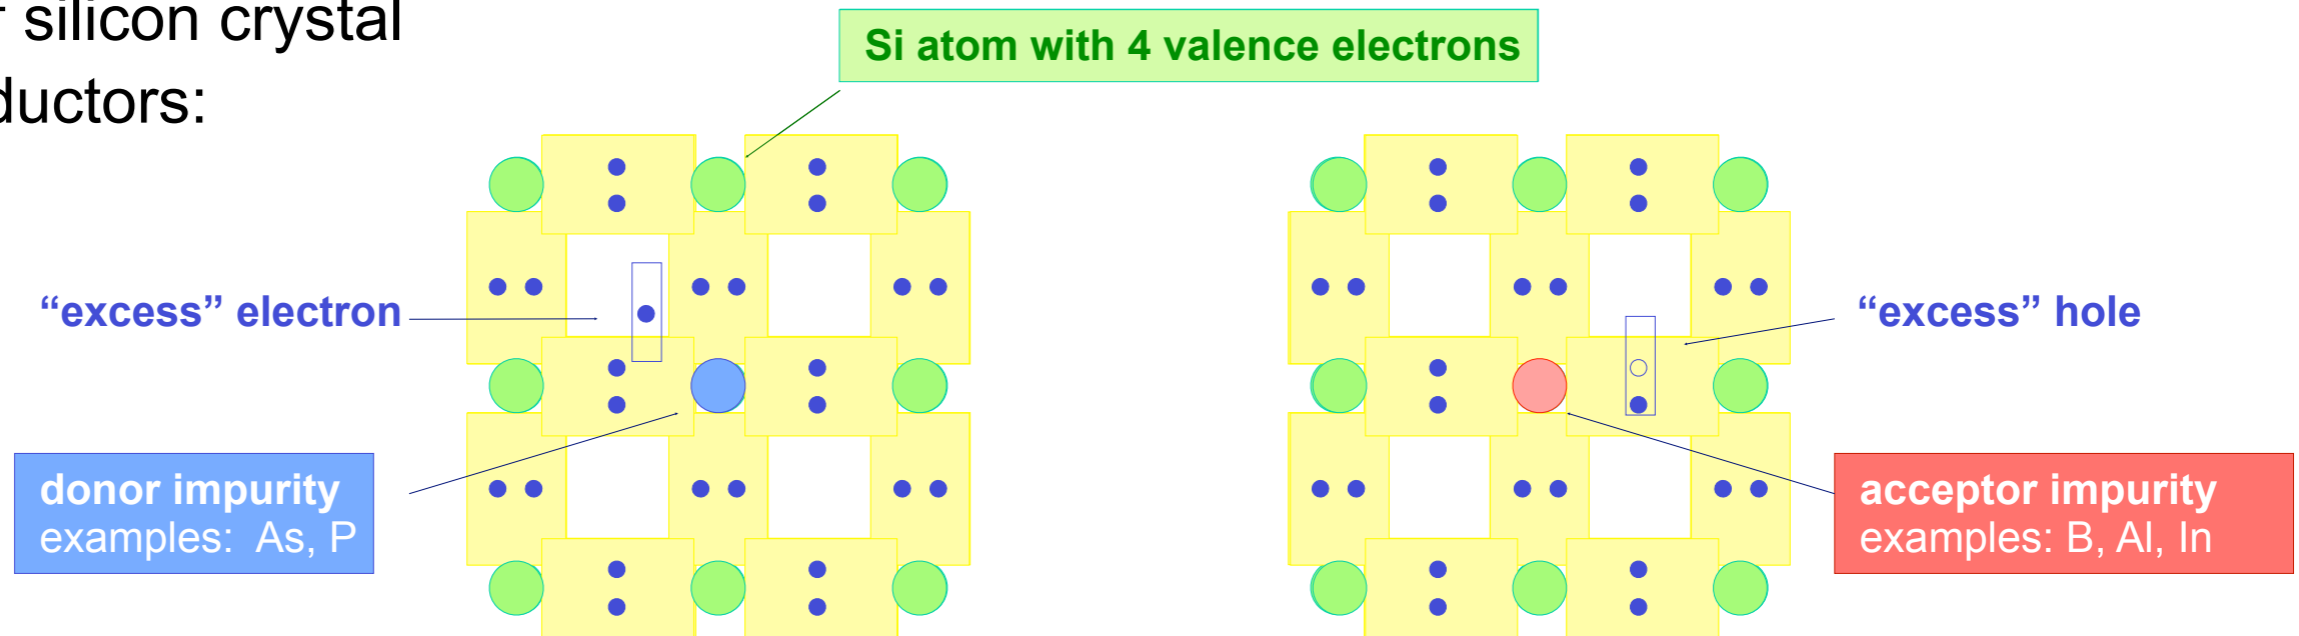 silicon crystal
ductors:
Si atom with 4 valence electrons
“excess” electron
“excess” hole
donor impurity
examples: As, P
acceptor impurity
examples: B, Al, In